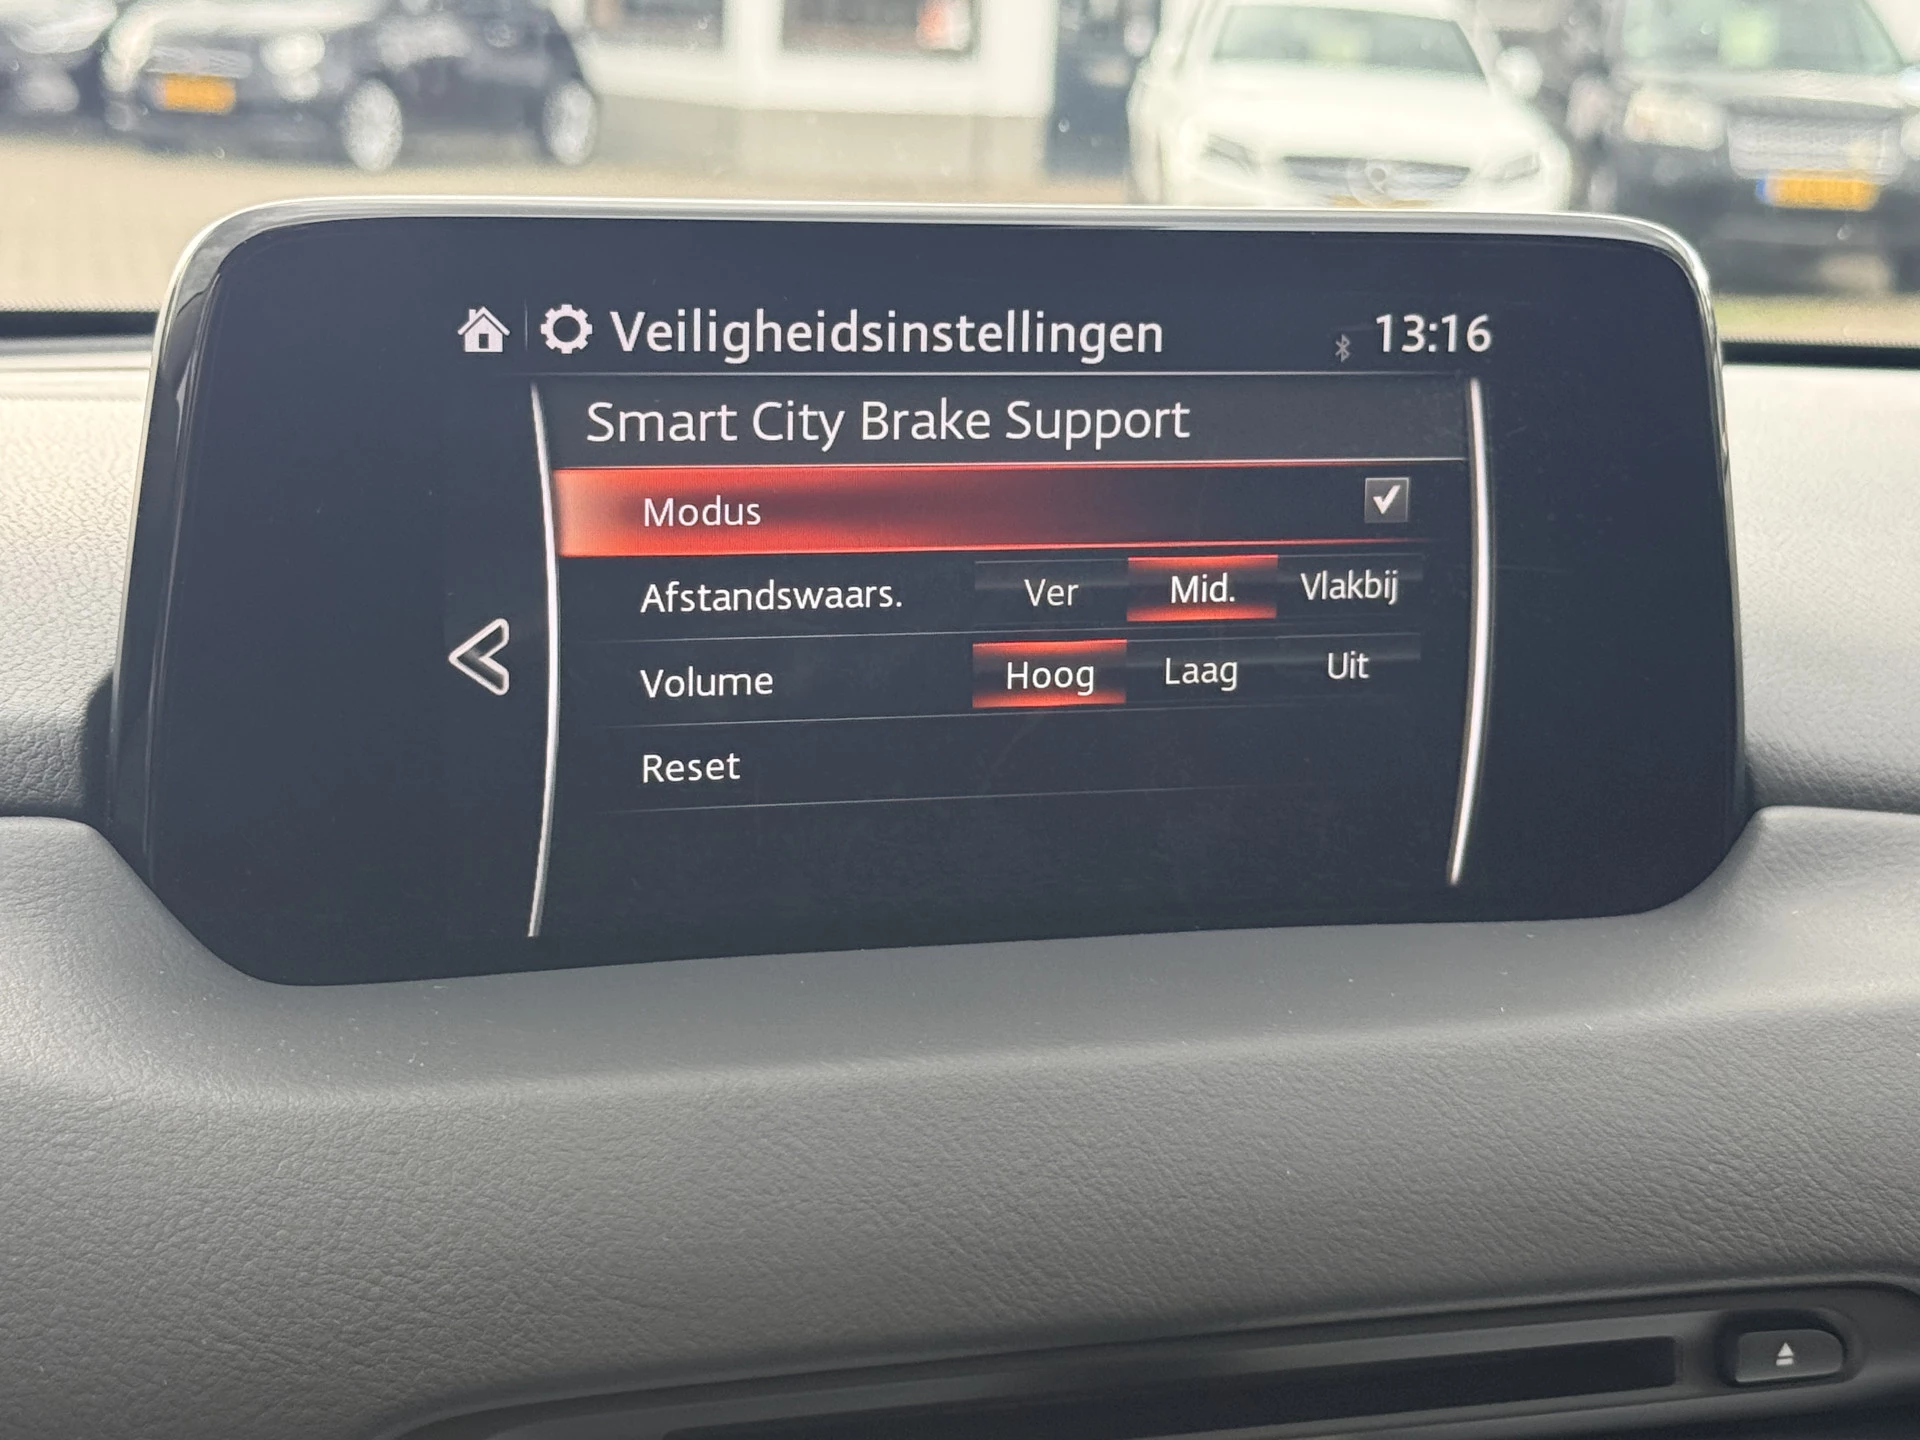 Veiligheidsinstellingen 13:16
Smart City Brake Support
Modus
Afstandswaars. Ver Mid. Vlakbij
Volume Hoog Laag Uit
Reset